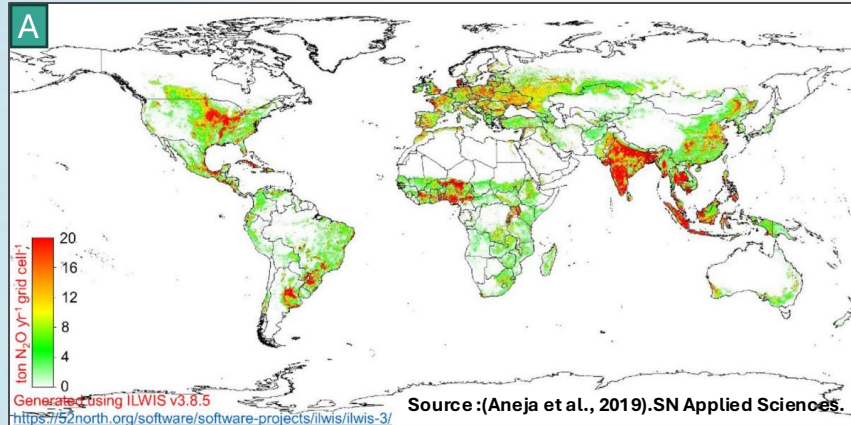 A
20
16
12
8
4
0
ton N₂O yr⁻¹ grid cell⁻¹
Generated using ILWIS v3.8.5
https://52north.org/software/software-projects/ilwis/ilwis-3/
Source :(Aneja et al., 2019).SN Applied Sciences.